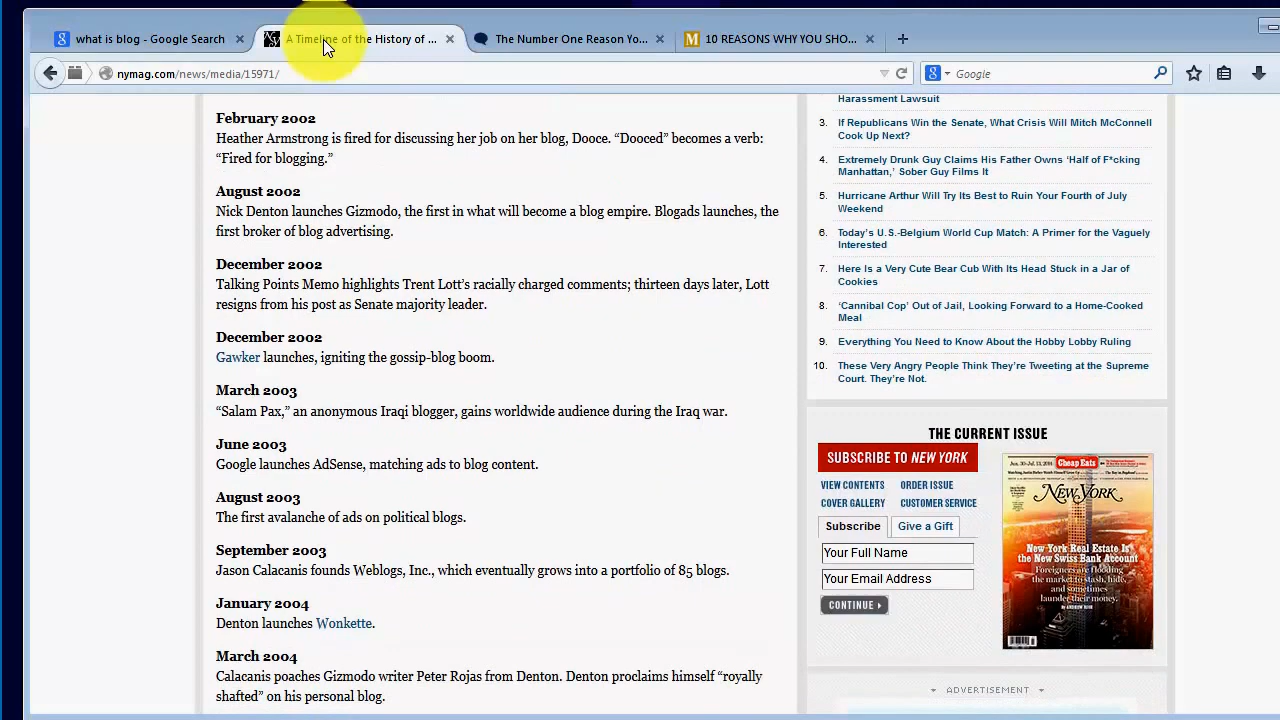 what is blog - Google Search
A Timeline of the History of ...
The Number One Reason Yo...
10 REASONS WHY YOU SHO...
nymag.com/news/media/15971/
Google
February 2002
Heather Armstrong is fired for discussing her job on her blog, Dooce. “Dooced” becomes a verb:
“Fired for blogging.”
August 2002
Nick Denton launches Gizmodo, the first in what will become a blog empire. Blogads launches, the
first broker of blog advertising.
December 2002
Talking Points Memo highlights Trent Lott’s racially charged comments; thirteen days later, Lott
resigns from his post as Senate majority leader.
December 2002
Gawker launches, igniting the gossip-blog boom.
March 2003
“Salam Pax,” an anonymous Iraqi blogger, gains worldwide audience during the Iraq war.
June 2003
Google launches AdSense, matching ads to blog content.
August 2003
The first avalanche of ads on political blogs.
September 2003
Jason Calacanis founds Weblogs, Inc., which eventually grows into a portfolio of 85 blogs.
January 2004
Denton launches Wonkette.
March 2004
Calacanis poaches Gizmodo writer Peter Rojas from Denton. Denton proclaims himself “royally
shafted” on his personal blog.
Harassment Lawsuit
3. If Republicans Win the Senate, What Crisis Will Mitch McConnell
Cook Up Next?
4. Extremely Drunk Guy Claims His Father Owns ‘Half of F*cking
Manhattan,’ Sober Guy Films It
5. Hurricane Arthur Will Try Its Best to Ruin Your Fourth of July
Weekend
6. Today’s U.S.-Belgium World Cup Match: A Primer for the Vaguely
Interested
7. Here Is a Very Cute Bear Cub With Its Head Stuck in a Jar of
Cookies
8. ‘Cannibal Cop’ Out of Jail, Looking Forward to a Home-Cooked
Meal
9. Everything You Need to Know About the Hobby Lobby Ruling
10. These Very Angry People Think They’re Tweeting at the Supreme
Court. They’re Not.
THE CURRENT ISSUE
SUBSCRIBE TO NEW YORK
VIEW CONTENTS ORDER ISSUE
COVER GALLERY CUSTOMER SERVICE
Subscribe Give a Gift
Your Full Name
Your Email Address
CONTINUE
Cheap Eats
NEW YORK
New York Real Estate Is
the New Swiss Bank Account
Foreigners are flooding
the market to stash, hide,
and sometimes
launder their money.
ADVERTISEMENT